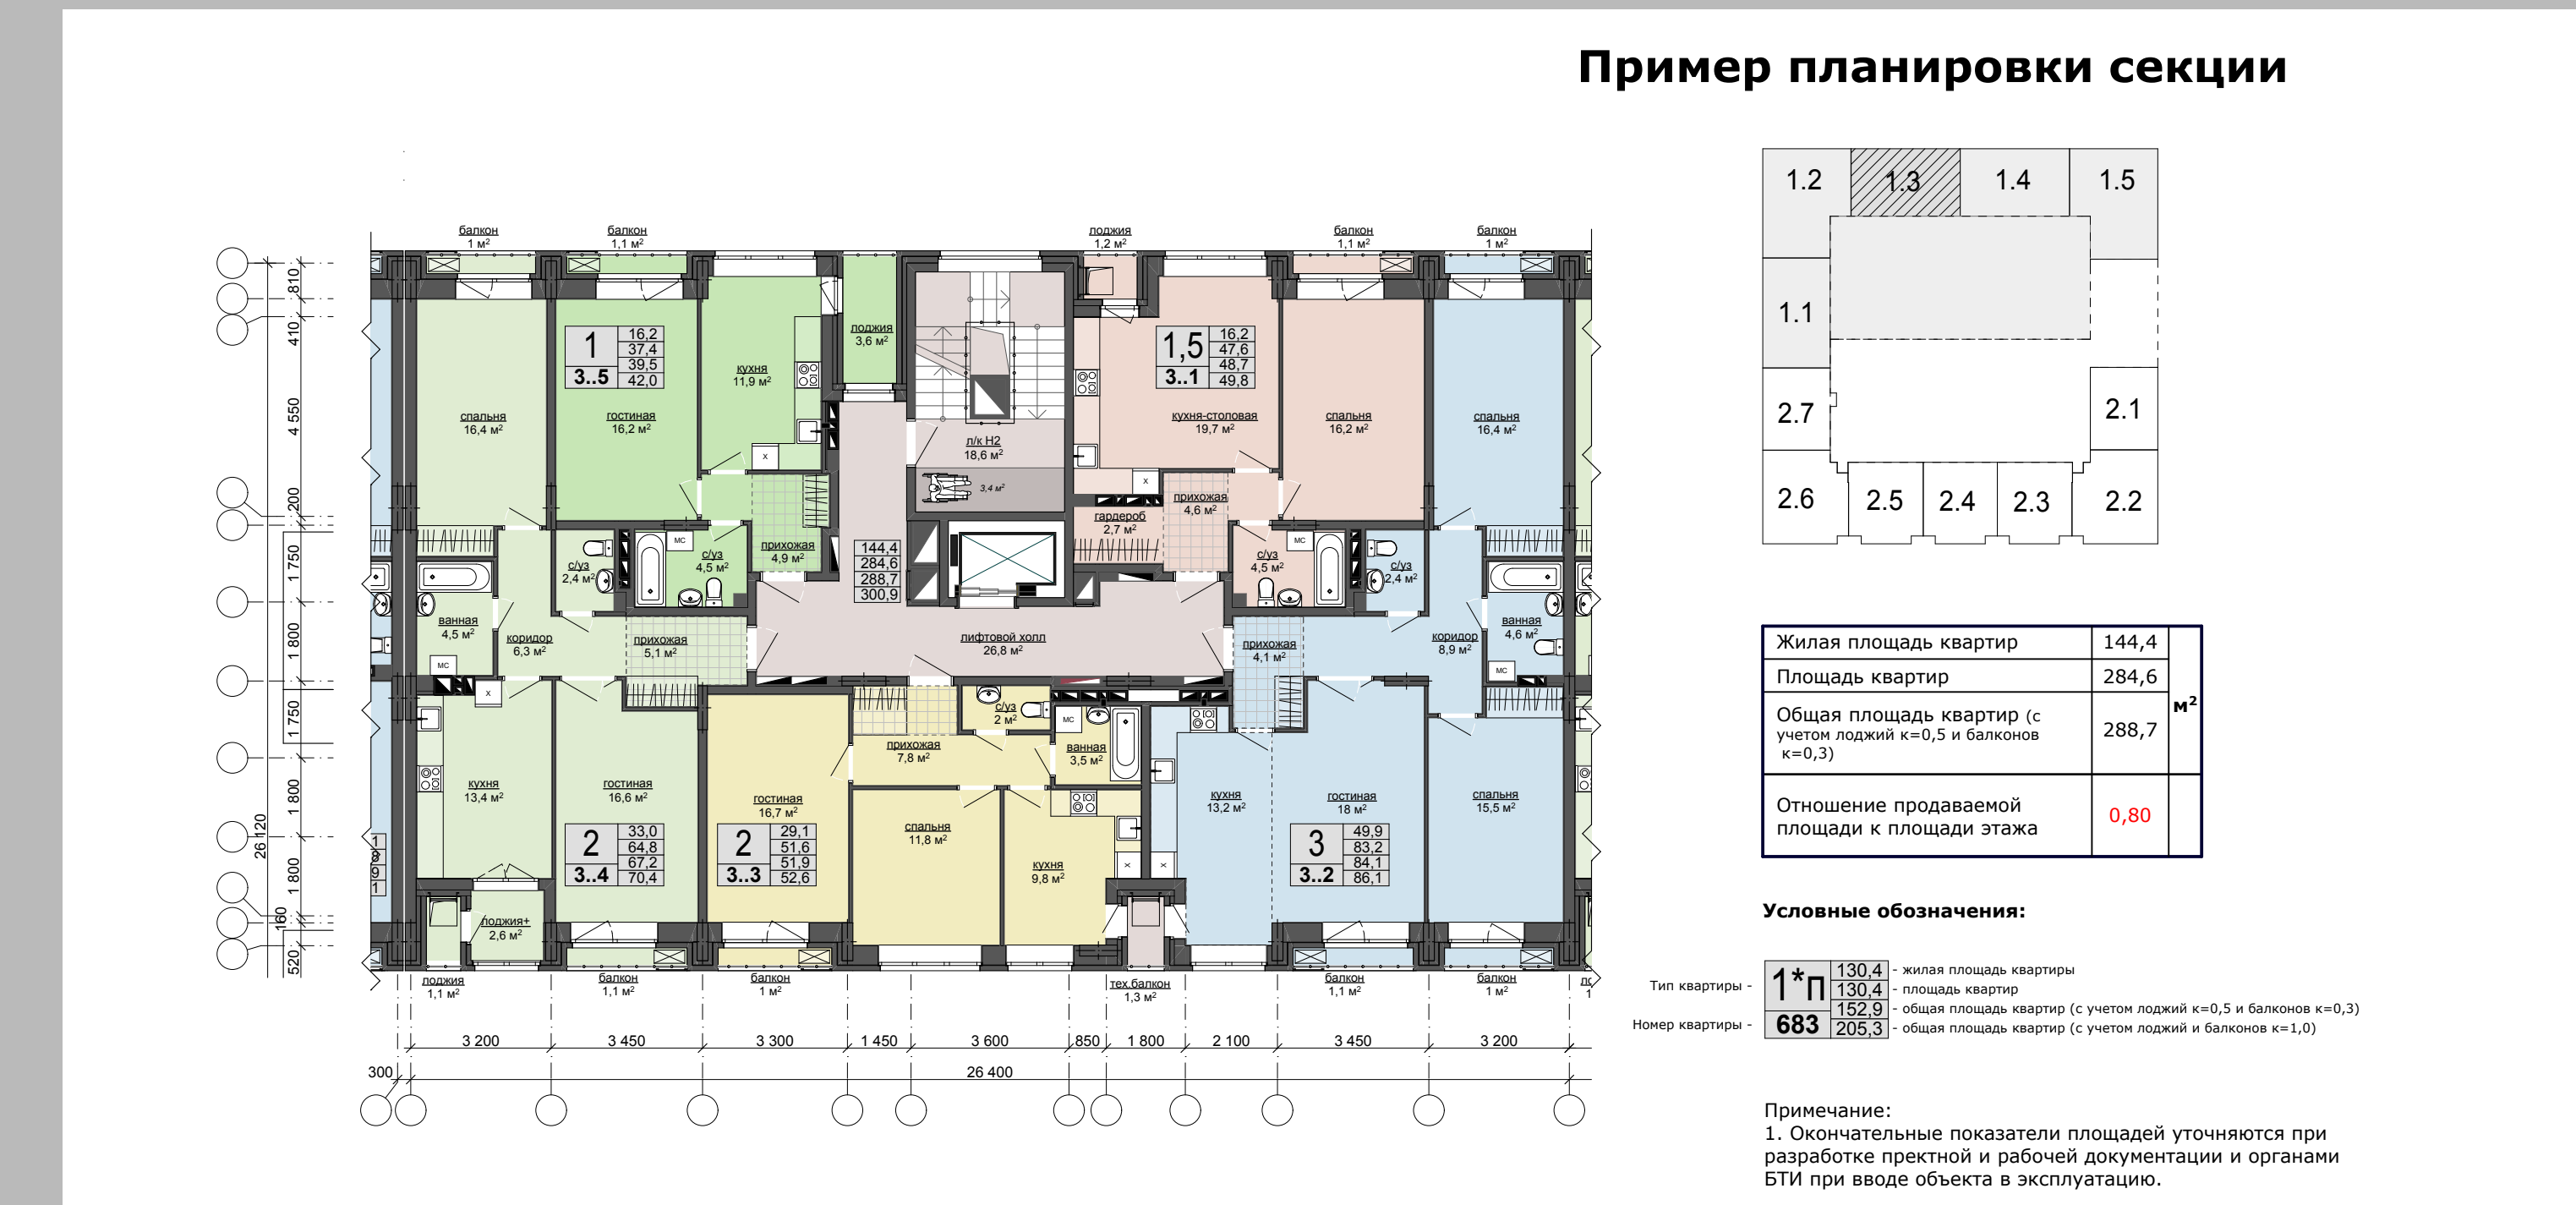 Пример планировки секции
1.2
1.3
1.4
1.5
1.1
2.7
2.1
2.6
2.5
2.4
2.3
2.2
балкон
1 м²
балкон
1,1 м²
лоджия
1,2 м²
балкон
1,1 м²
балкон
1 м²
810
410
4 550
200
1 750
1 800
1 750
1 800
1 800
160
520
26 120
спальня
16,4 м²
1
3..5
16,2
37,4
39,5
42,0
гостиная
16,2 м²
кухня
11,9 м²
X
лоджия
3,6 м²
л/к Н2
18,6 м²
3,4 м²
1,5
3..1
16,2
47,6
48,7
49,8
кухня-столовая
19,7 м²
X
спальня
16,2 м²
спальня
16,4 м²
с/уз
2,4 м²
МС
с/уз
4,5 м²
прихожая
4,9 м²
144,4
284,6
288,7
300,9
гардероб
2,7 м²
прихожая
4,6 м²
МС
с/уз
4,5 м²
с/уз
2,4 м²
ванная
4,5 м²
МС
коридор
6,3 м²
прихожая
5,1 м²
лифтовой холл
26,8 м²
прихожая
4,1 м²
коридор
8,9 м²
ванная
4,6 м²
МС
X
кухня
13,4 м²
гостиная
16,6 м²
2
3..4
33,0
64,8
67,2
70,4
гостиная
16,7 м²
2
3..3
29,1
51,6
51,9
52,6
прихожая
7,8 м²
с/уз
2 м²
МС
ванная
3,5 м²
спальня
11,8 м²
кухня
9,8 м²
X
X
кухня
13,2 м²
гостиная
18 м²
3
3..2
49,9
83,2
84,1
86,1
спальня
15,5 м²
1
8
9
1
лоджия+
2,6 м²
лоджия
1,1 м²
балкон
1,1 м²
балкон
1 м²
тех.балкон
1,3 м²
балкон
1,1 м²
балкон
1 м²
3 200
3 450
3 300
1 450
3 600
850
1 800
2 100
3 450
3 200
300
26 400
Жилая площадь квартир
144,4
Площадь квартир
284,6
Общая площадь квартир (с
учетом лоджий к=0,5 и балконов
к=0,3)
288,7
м²
Отношение продаваемой
площади к площади этажа
0,80
Условные обозначения:
Тип квартиры -
Номер квартиры -
1*п
683
130,4 - жилая площадь квартиры
130,4 - площадь квартир
152,9 - общая площадь квартир (с учетом лоджий к=0,5 и балконов к=0,3)
205,3 - общая площадь квартир (с учетом лоджий и балконов к=1,0)
Примечание:
1. Окончательные показатели площадей уточняются при
разработке пректной и рабочей документации и органами
БТИ при вводе объекта в эксплуатацию.